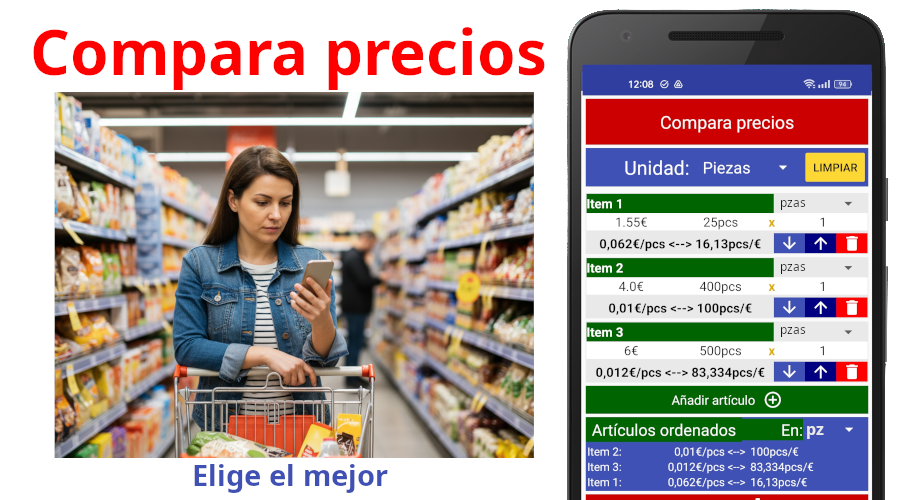 Compara precios
Elige el mejor
12:08
94
Compara precios
Unidad: Piezas LIMPIAR
Item 1 pzas
1.55€ 25pcs x 1
0,062€/pcs <--> 16,13pcs/€
Item 2 pzas
4.0€ 400pcs x 1
0,01€/pcs <--> 100pcs/€
Item 3 pzas
6€ 500pcs x 1
0,012€/pcs <--> 83,334pcs/€
Añadir artículo
Artículos ordenados En: pz
Item 2: 0,01€/pcs <--> 100pcs/€
Item 3: 0,012€/pcs <--> 83,334pcs/€
Item 1: 0,062€/pcs <--> 16,13pcs/€